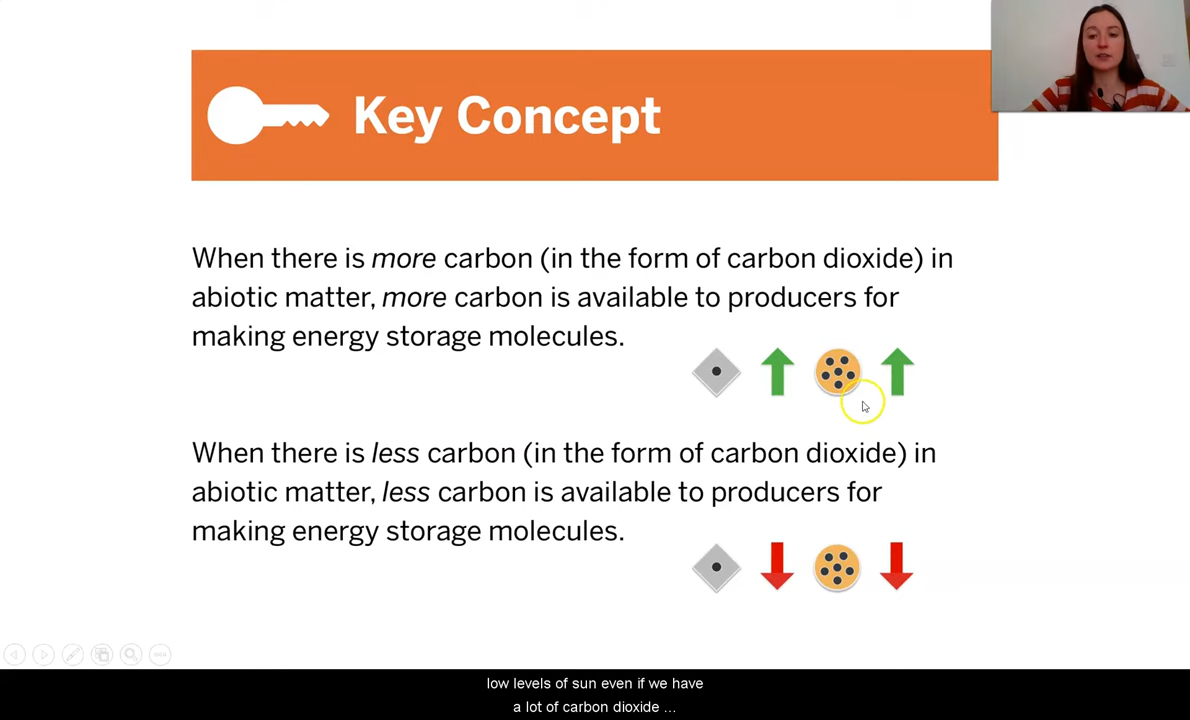 Key Concept
When there is more carbon (in the form of carbon dioxide) in
abiotic matter, more carbon is available to producers for
making energy storage molecules.
When there is less carbon (in the form of carbon dioxide) in
abiotic matter, less carbon is available to producers for
making energy storage molecules.
low levels of sun even if we have
a lot of carbon dioxide ...